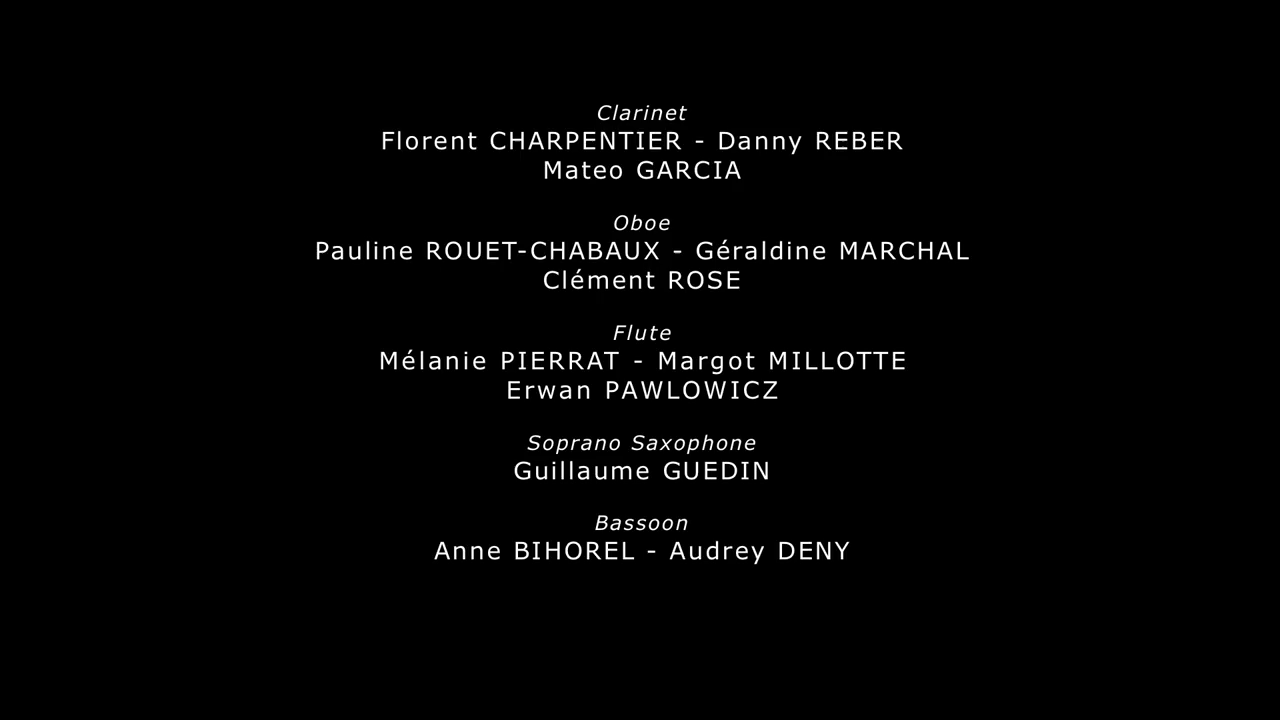 Clarinet
Florent CHARPENTIER - Danny REBER
Mateo GARCIA
Oboe
Pauline ROUET-CHABAUX - Géraldine MARCHAL
Clément ROSE
Flute
Mélanie PIERRAT - Margot MILLOTTE
Erwan PAWLOWICZ
Soprano Saxophone
Guillaume GUEDIN
Bassoon
Anne BIHOREL - Audrey DENY